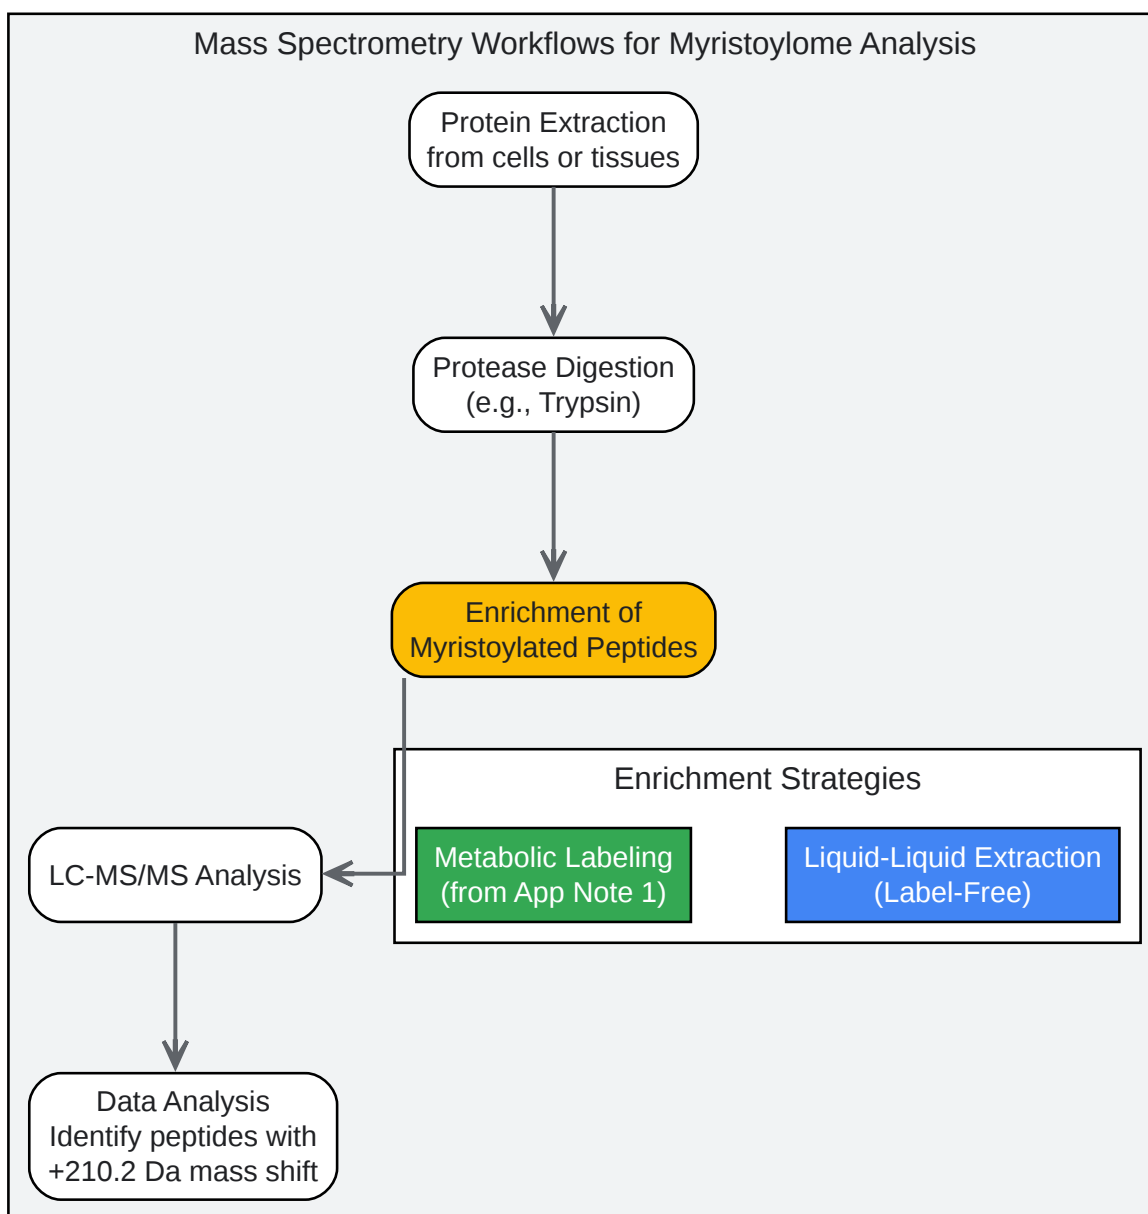 Mass Spectrometry Workflows for Myristoylome Analysis
Protein Extraction
from cells or tissues
Protease Digestion
(e.g., Trypsin)
Enrichment of
Myristoylated Peptides
Enrichment Strategies
Metabolic Labeling
(from App Note 1)
Liquid-Liquid Extraction
(Label-Free)
LC-MS/MS Analysis
Data Analysis
Identify peptides with
+210.2 Da mass shift